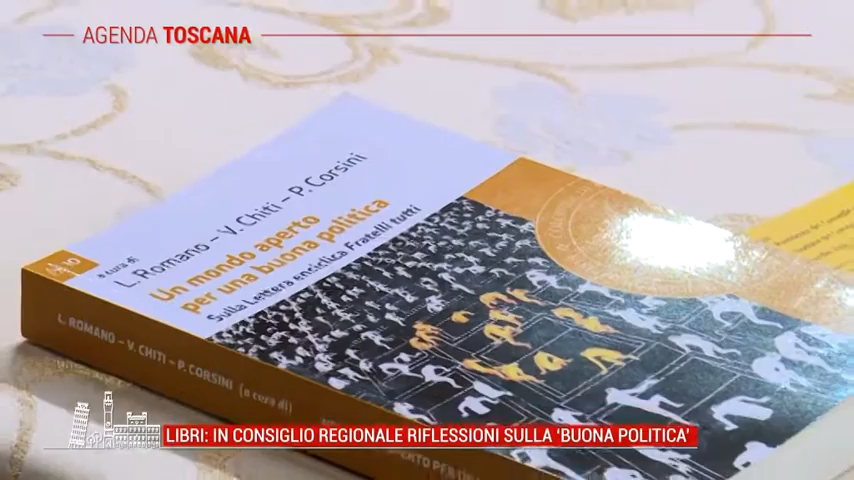 AGENDA TOSCANA
10
a cura di
L. Romano – V. Chiti – P. Corsini
Un mondo aperto
per una buona politica
Sulla Lettera enciclica Fratelli tutti
L. ROMANO – V. CHITI – P. CORSINI (a cura di)
LIBRI: IN CONSIGLIO REGIONALE RIFLESSIONI SULLA 'BUONA POLITICA'